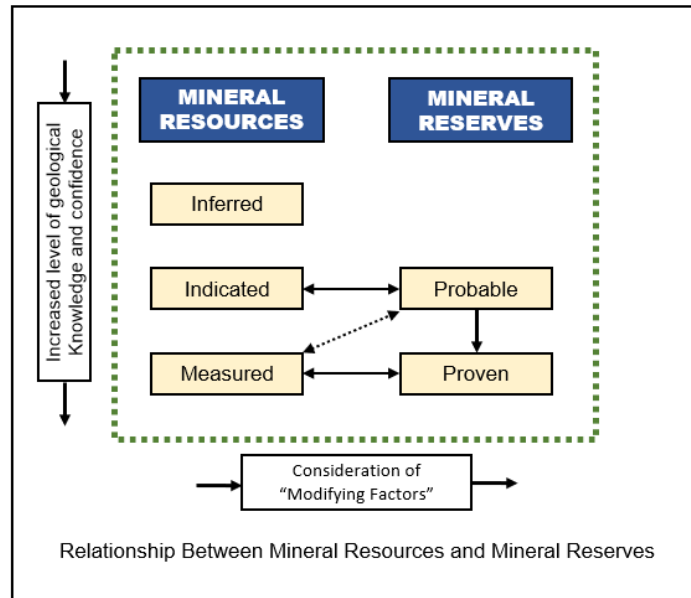 MINERAL
RESOURCES
MINERAL
RESERVES
Increased level of geological
Knowledge and confidence
Inferred
Indicated
Probable
Measured
Proven
Consideration of
“Modifying Factors”
Relationship Between Mineral Resources and Mineral Reserves